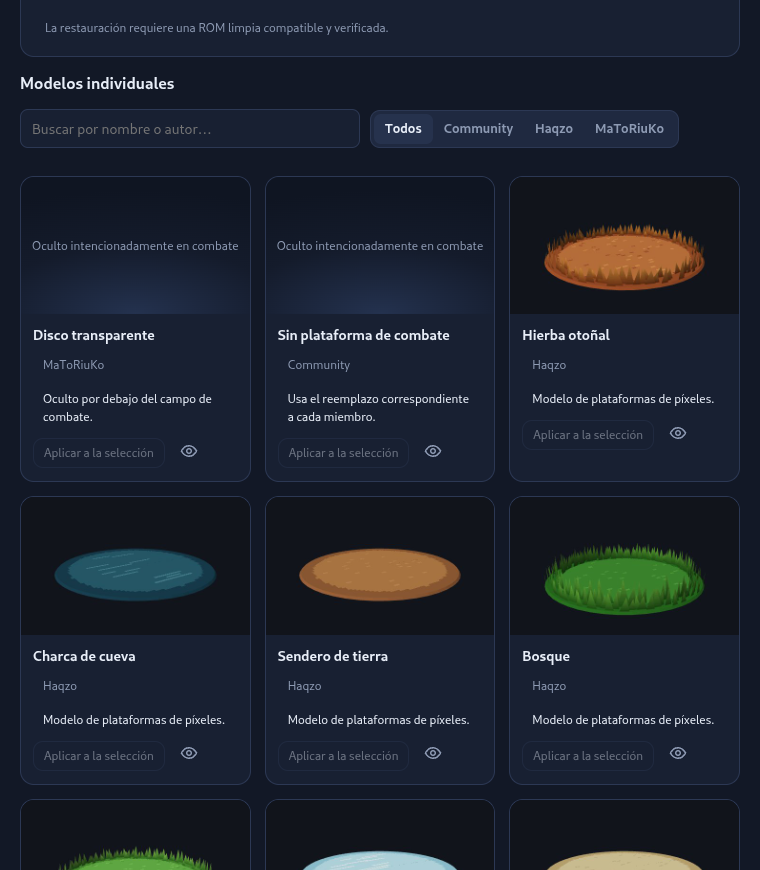 La restauración requiere una ROM limpia compatible y verificada.
Modelos individuales
Buscar por nombre o autor...
Todos
Community
Haqzo
MaToRiuKo
Oculto intencionadamente en combate
Disco transparente
MaToRiuKo
Oculto por debajo del campo de
combate.
Aplicar a la selección
Oculto intencionadamente en combate
Sin plataforma de combate
Community
Usa el reemplazo correspondiente
a cada miembro.
Aplicar a la selección
Hierba otoñal
Haqzo
Modelo de plataformas de píxeles.
Aplicar a la selección
Charca de cueva
Haqzo
Modelo de plataformas de píxeles.
Aplicar a la selección
Sendero de tierra
Haqzo
Modelo de plataformas de píxeles.
Aplicar a la selección
Bosque
Haqzo
Modelo de plataformas de píxeles.
Aplicar a la selección